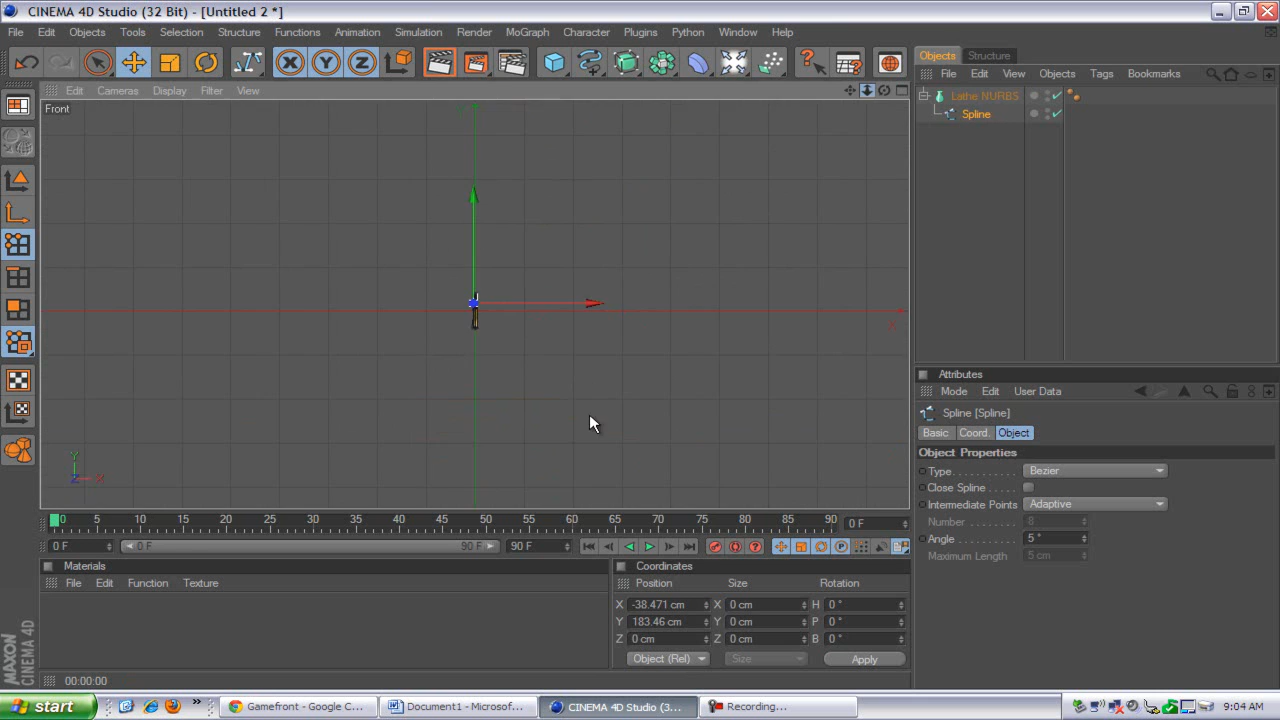 CINEMA 4D Studio (32 Bit) - [Untitled 2 *]
File Edit Objects Tools Selection Structure Functions Animation Simulation Render MoGraph Character Plugins Python Window Help
Objects Structure
File Edit View Objects Tags Bookmarks
Edit Cameras Display Filter View
Front
Lathe NURBS
Spline
Y
X
Y
Z X
Attributes
Mode Edit User Data
Spline [Spline]
Basic Coord. Object
Object Properties
Type Bezier
Close Spline
Intermediate Points Adaptive
Number 8
Angle 5 °
Maximum Length 5 cm
0 5 10 15 20 25 30 35 40 45 50 55 60 65 70 75 80 85 90 0 F
0 F 0 F 90 F 90 F
Materials
File Edit Function Texture
Coordinates
Position Size Rotation
X -38.471 cm X 0 cm H 0 °
Y 183.46 cm Y 0 cm P 0 °
Z 0 cm Z 0 cm B 0 °
Object (Rel) Size Apply
MAXON
CINEMA 4D
00:00:00
start Gamefront - Google C... Document1 - Microsof... CINEMA 4D Studio (3... Recording... 9:04 AM